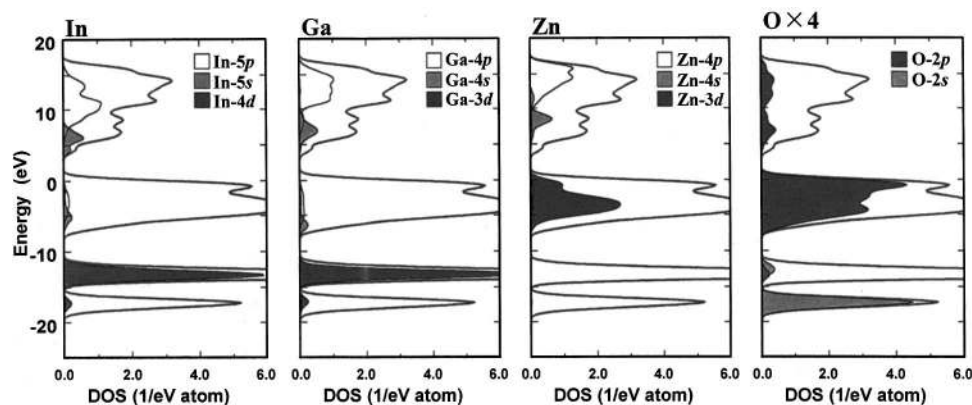 In
Ga
Zn
O×4
20
10
0
-10
-20
Energy (eV)
In-5p
In-5s
In-4d
Ga-4p
Ga-4s
Ga-3d
Zn-4p
Zn-4s
Zn-3d
O-2p
O-2s
0.0 2.0 4.0 6.0
0.0 2.0 4.0 6.0
0.0 2.0 4.0 6.0
0.0 2.0 4.0 6.0
DOS (1/eV atom)
DOS (1/eV atom)
DOS (1/eV atom)
DOS (1/eV atom)